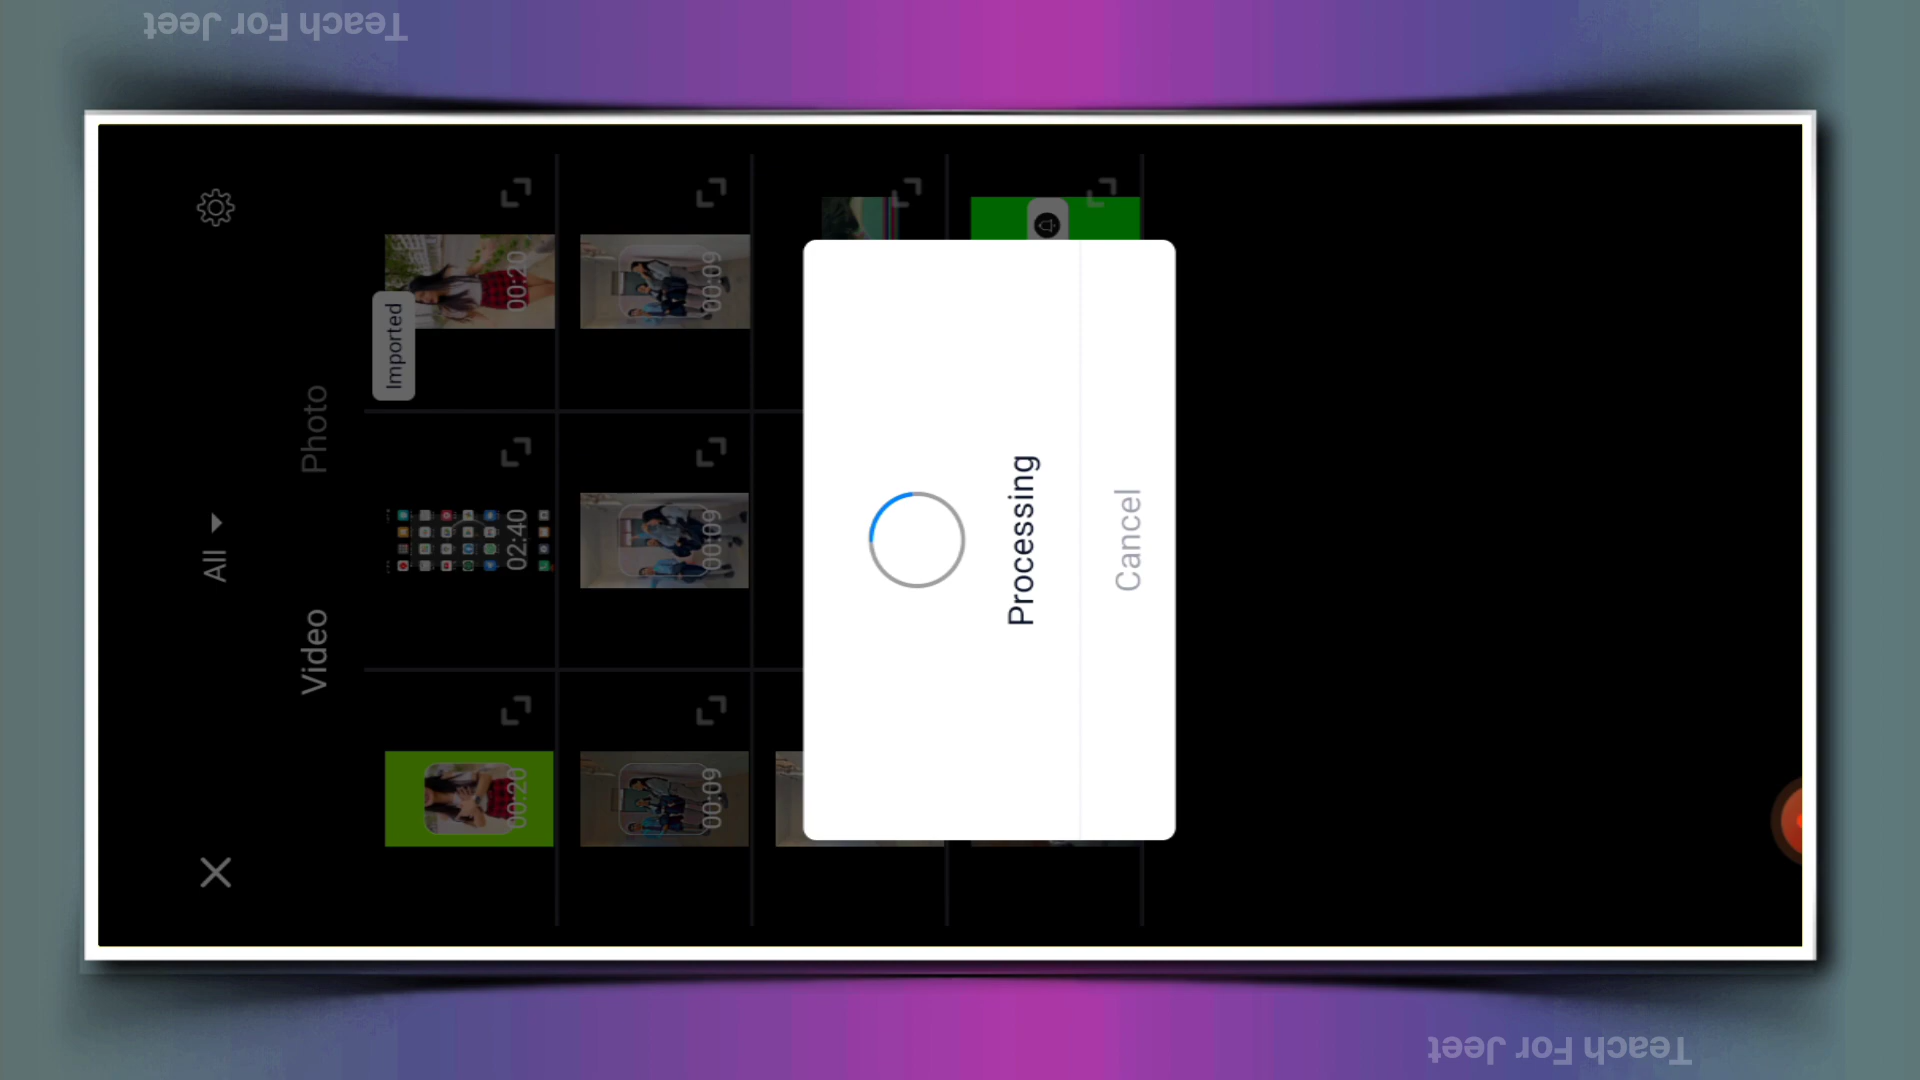 Teach For Jeet
All
Video
Photo
00:20
02:40
00:20
Imported
00:09
00:09
00:09
Processing
Cancel
Teach For Jeet